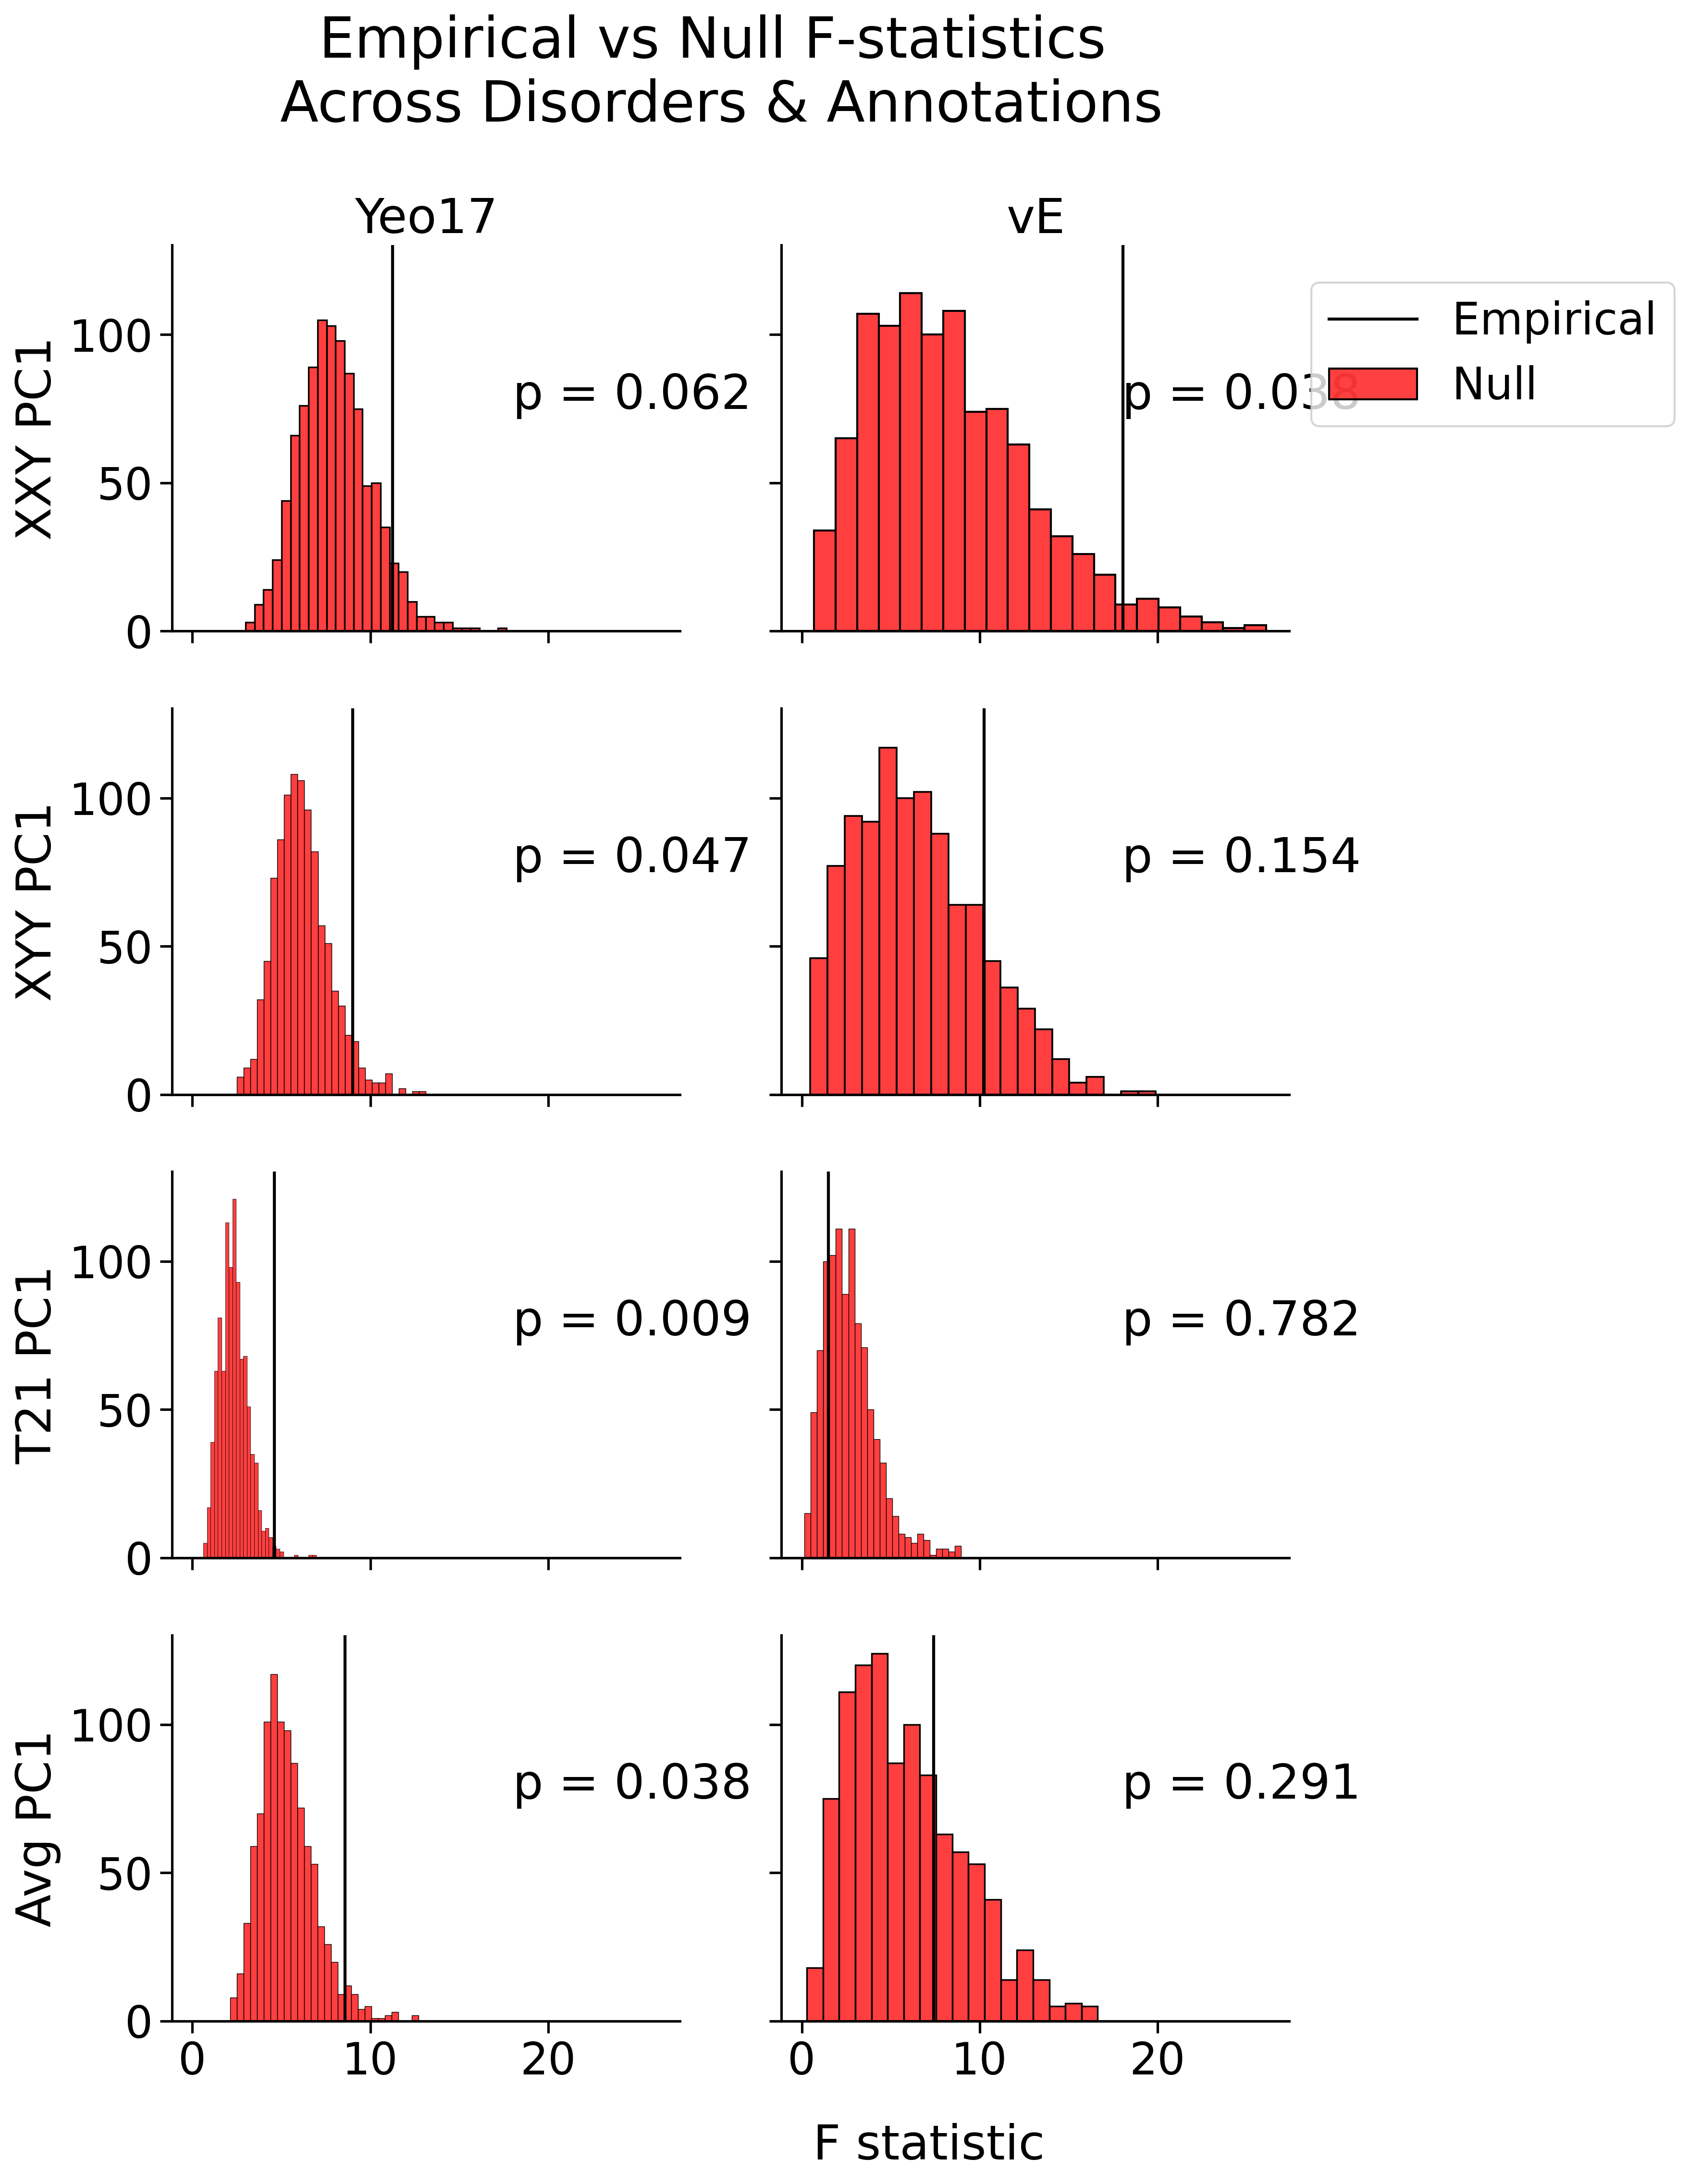 Empirical vs Null F-statistics
Across Disorders & Annotations
Yeo17
vE
XXY PC1
100
50
0
p = 0.062
p = 0.038
Empirical
Null
XYY PC1
100
50
0
p = 0.047
p = 0.154
T21 PC1
100
50
0
p = 0.009
p = 0.782
Avg PC1
100
50
0
p = 0.038
p = 0.291
0 10 20
0 10 20
F statistic